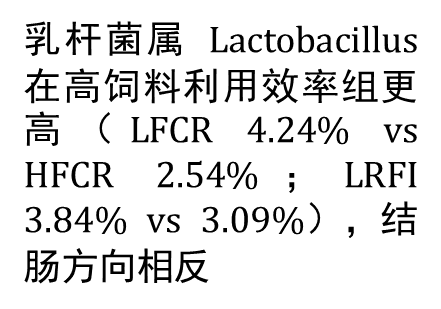 乳杆菌属 Lactobacillus
在高饲料利用效率组更
高（LFCR 4.24% vs
HFCR 2.54%； LRFI
3.84% vs 3.09%），结
肠方向相反